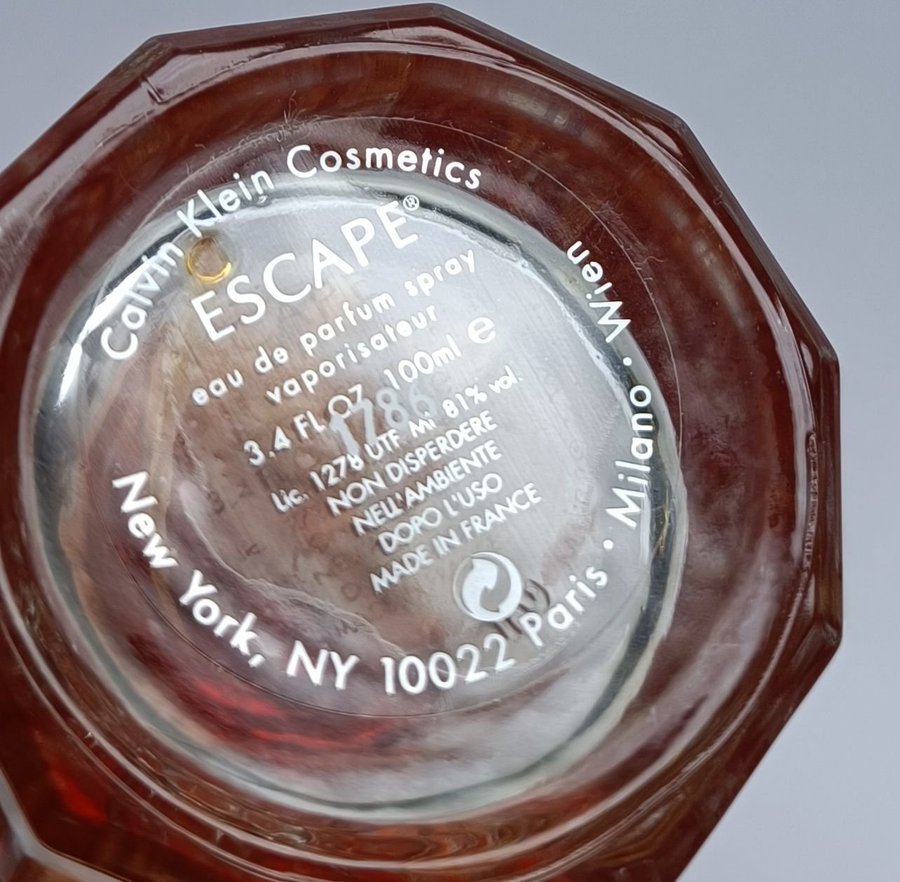 Calvin Klein Cosmetics
ESCAPE®
eau de parfum spray
vaporisateur
3.4 FL OZ 100ml ℮
1786
Lic. 1278 UTF Mi 81% vol.
NON DISPERDERE
NELL'AMBIENTE
DOPO L'USO
MADE IN FRANCE
New York, NY 10022 Paris • Milano • Wien